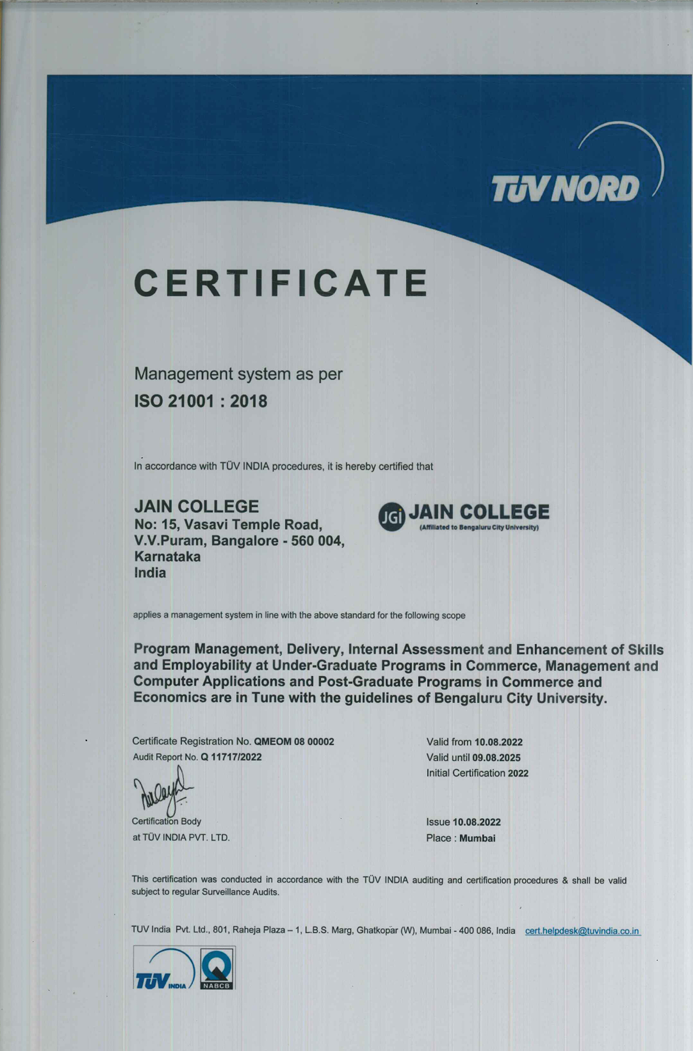 TÜV NORD
CERTIFICATE
Management system as per
ISO 21001 : 2018
In accordance with TÜV INDIA procedures, it is hereby certified that
JAIN COLLEGE
No: 15, Vasavi Temple Road,
V.V.Puram, Bangalore - 560 004,
Karnataka
India
JGi JAIN COLLEGE
(Affiliated to Bengaluru City University)
applies a management system in line with the above standard for the following scope
Program Management, Delivery, Internal Assessment and Enhancement of Skills
and Employability at Under-Graduate Programs in Commerce, Management and
Computer Applications and Post-Graduate Programs in Commerce and
Economics are in Tune with the guidelines of Bengaluru City University.
Certificate Registration No. QMEOM 08 00002
Audit Report No. Q 11717/2022
Valid from 10.08.2022
Valid until 09.08.2025
Initial Certification 2022
Certification Body
at TÜV INDIA PVT. LTD.
Issue 10.08.2022
Place : Mumbai
This certification was conducted in accordance with the TÜV INDIA auditing and certification procedures & shall be valid
subject to regular Surveillance Audits.
TUV India Pvt. Ltd., 801, Raheja Plaza – 1, L.B.S. Marg, Ghatkopar (W), Mumbai - 400 086, India cert.helpdesk@tuvindia.co.in
TÜV INDIA
NABCB